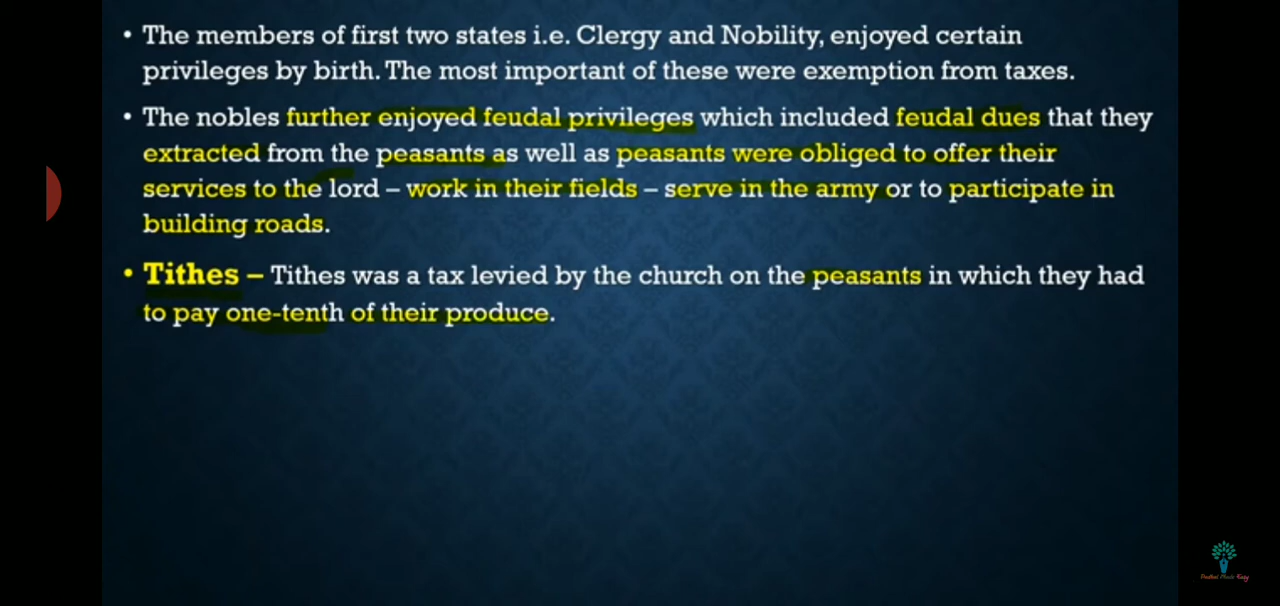 • The members of first two states i.e. Clergy and Nobility, enjoyed certain
privileges by birth. The most important of these were exemption from taxes.
• The nobles further enjoyed feudal privileges which included feudal dues that they
extracted from the peasants as well as peasants were obliged to offer their
services to the lord – work in their fields – serve in the army or to participate in
building roads.
• Tithes – Tithes was a tax levied by the church on the peasants in which they had
to pay one-tenth of their produce.
Made Easy